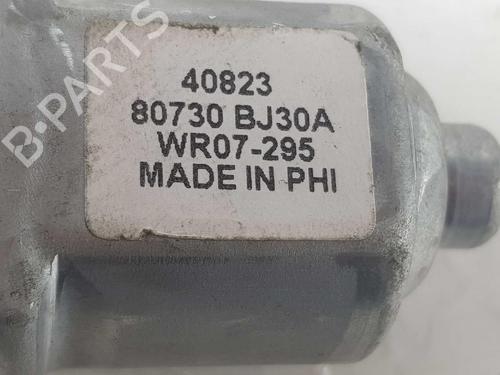 B-PARTS
40823
80730 BJ30A
WR07-295
MADE IN PHI